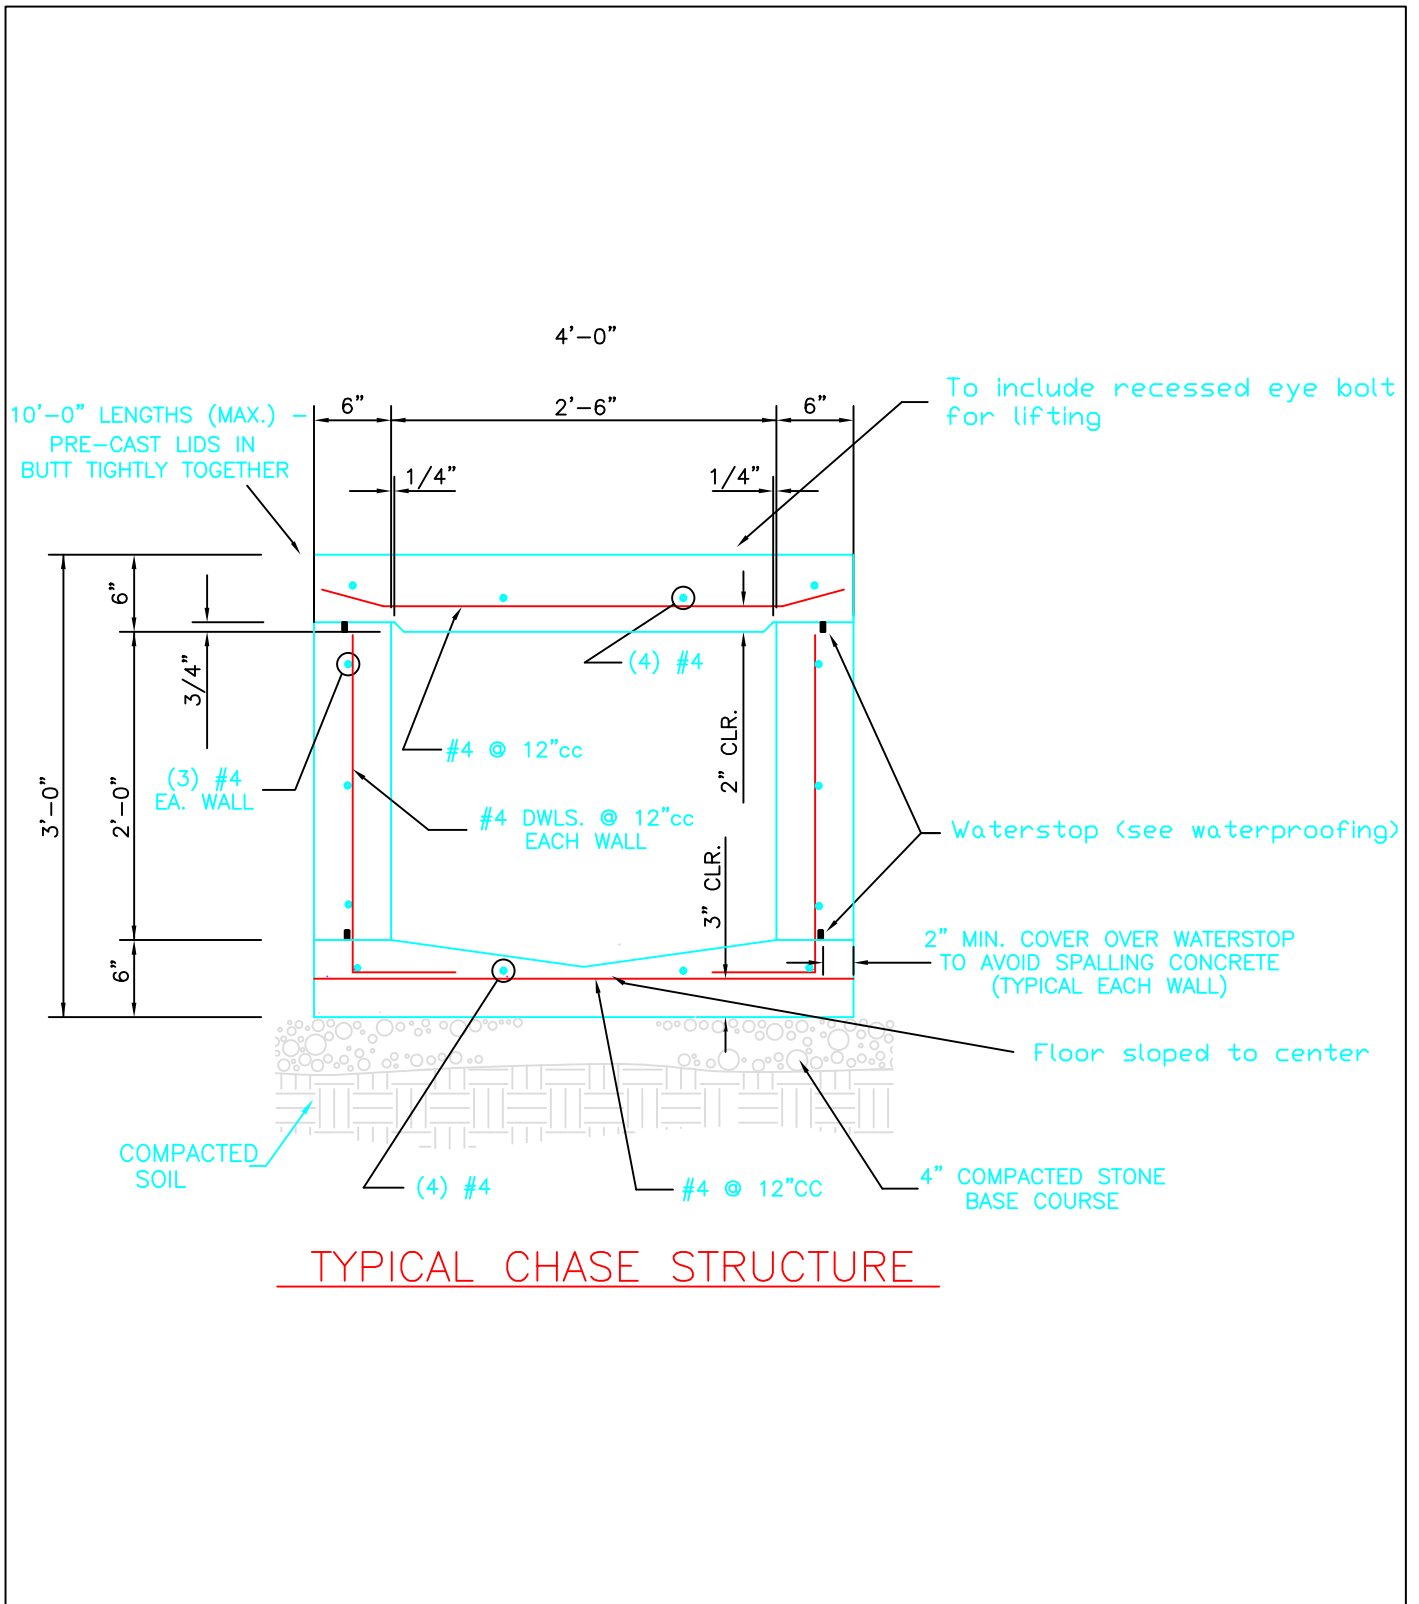 4'-0"
To include recessed eye bolt
for lifting
10'-0" LENGTHS (MAX.) -
PRE-CAST LIDS IN
BUTT TIGHTLY TOGETHER
6"
2'-6"
6"
1/4"
1/4"
6"
3/4"
(4) #4
#4 @ 12"cc
2" CLR.
(3) #4
EA. WALL
3'-0"
2'-0"
#4 DWLS. @ 12"cc
EACH WALL
Waterstop (see waterproofing)
3" CLR.
2" MIN. COVER OVER WATERSTOP
TO AVOID SPALLING CONCRETE
(TYPICAL EACH WALL)
6"
Floor sloped to center
COMPACTED
SOIL
(4) #4
#4 @ 12"CC
4" COMPACTED STONE
BASE COURSE
TYPICAL CHASE STRUCTURE